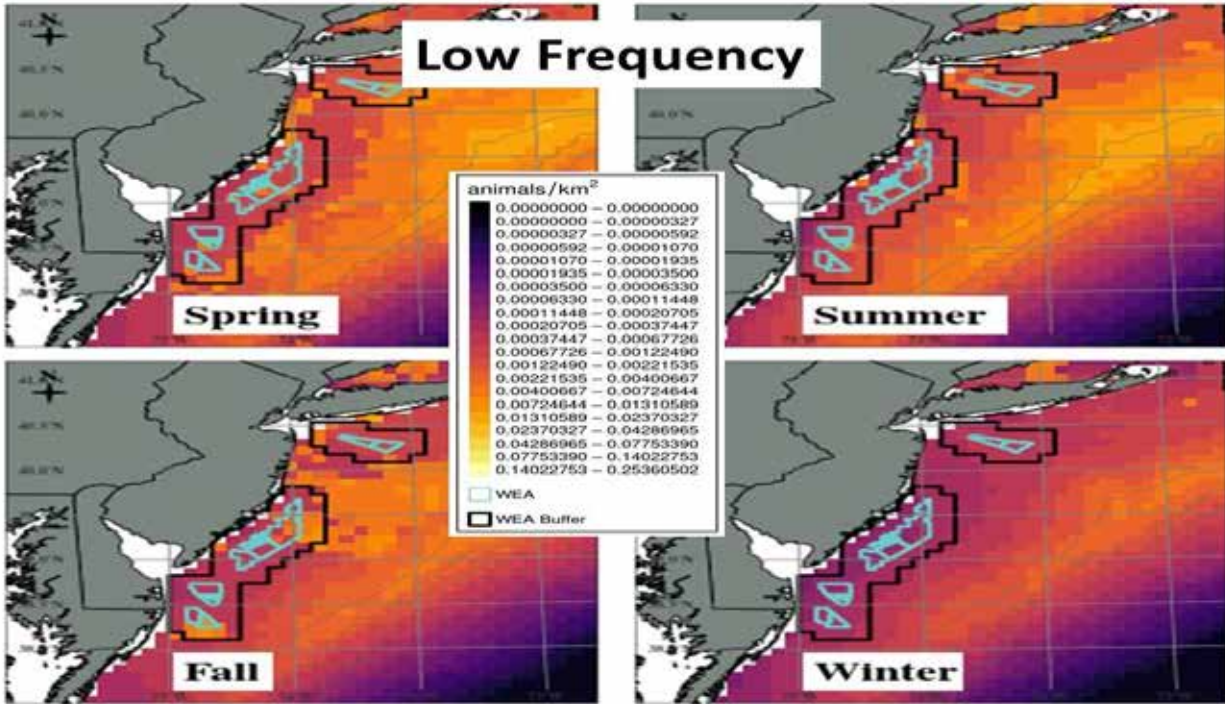 Low Frequency
animals/km²
0.00000000 – 0.00000000
0.00000000 – 0.00000327
0.00000327 – 0.00000592
0.00000592 – 0.00001070
0.00001070 – 0.00001935
0.00001935 – 0.00003500
0.00003500 – 0.00006330
0.00006330 – 0.00011448
0.00011448 – 0.00020705
0.00020705 – 0.00037447
0.00037447 – 0.00067726
0.00067726 – 0.00122490
0.00122490 – 0.00221535
0.00221535 – 0.00400667
0.00400667 – 0.00724644
0.00724644 – 0.01310589
0.01310589 – 0.02370327
0.02370327 – 0.04286965
0.04286965 – 0.07753390
0.07753390 – 0.14022753
0.14022753 – 0.25360502
WEA
WEA Buffer
Spring
Summer
Fall
Winter